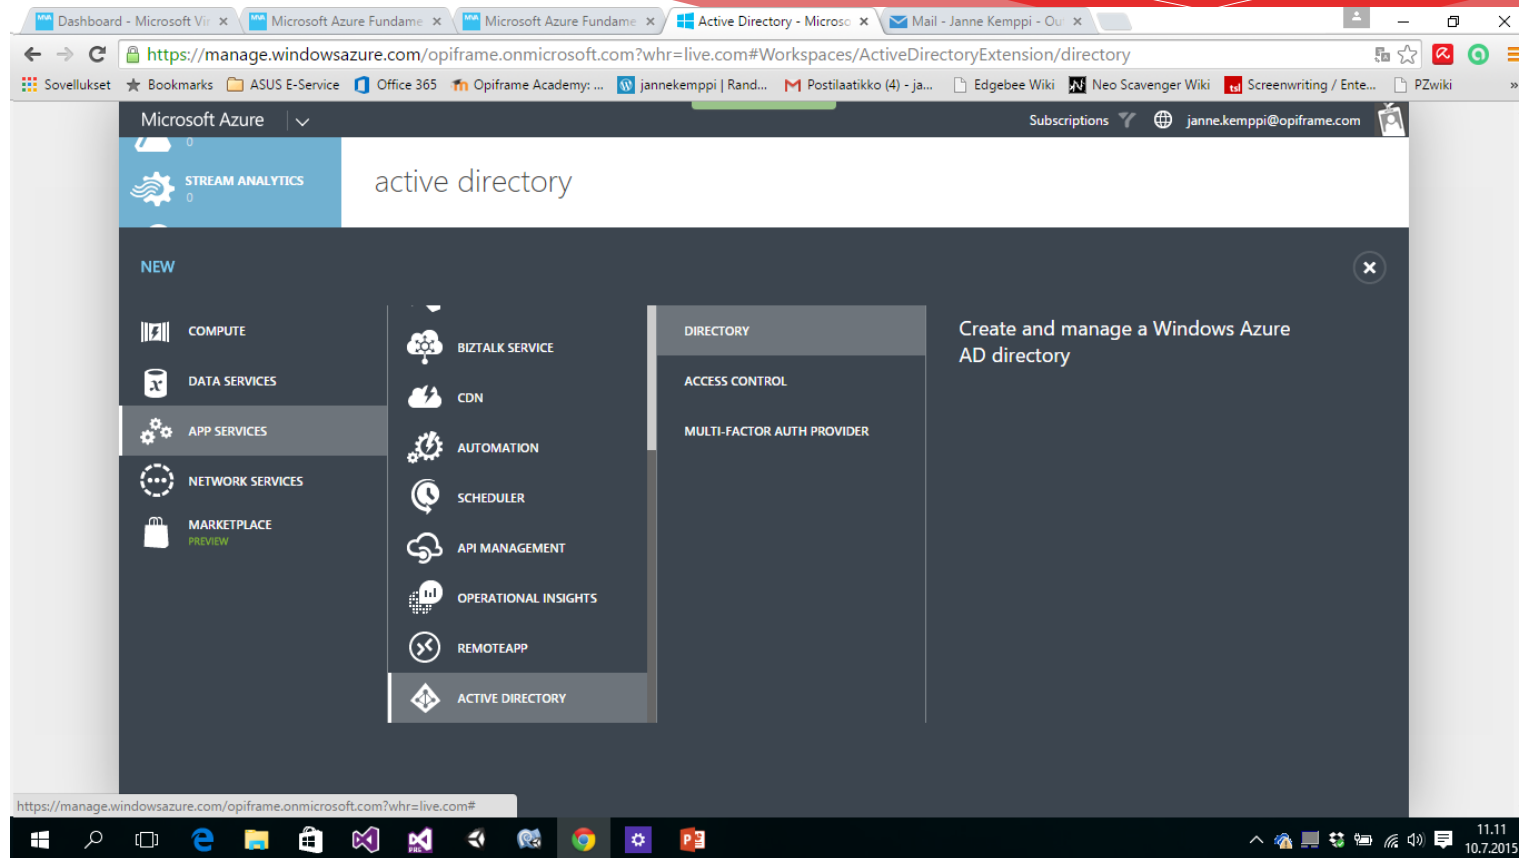 Dashboard - Microsoft Vir
Microsoft Azure Fundame
Microsoft Azure Fundame
Active Directory - Microso
Mail - Janne Kemppi - Ou
https://manage.windowsazure.com/opiframe.onmicrosoft.com?whr=live.com#Workspaces/ActiveDirectoryExtension/directory
Sovellukset
Bookmarks
ASUS E-Service
Office 365
Opiframe Academy: ...
jannekemppi | Rand...
Postilaatikko (4) - ja...
Edgebee Wiki
Neo Scavenger Wiki
tsl
Screenwriting / Ente...
PZwiki
»
Microsoft Azure
Subscriptions
janne.kemppi@opiframe.com
0
STREAM ANALYTICS
0
active directory
NEW
COMPUTE
DATA SERVICES
APP SERVICES
NETWORK SERVICES
MARKETPLACE
PREVIEW
BIZTALK SERVICE
CDN
AUTOMATION
SCHEDULER
API MANAGEMENT
OPERATIONAL INSIGHTS
REMOTEAPP
ACTIVE DIRECTORY
DIRECTORY
ACCESS CONTROL
MULTI-FACTOR AUTH PROVIDER
Create and manage a Windows Azure
AD directory
https://manage.windowsazure.com/opiframe.onmicrosoft.com?whr=live.com#
11.11
10.7.2015